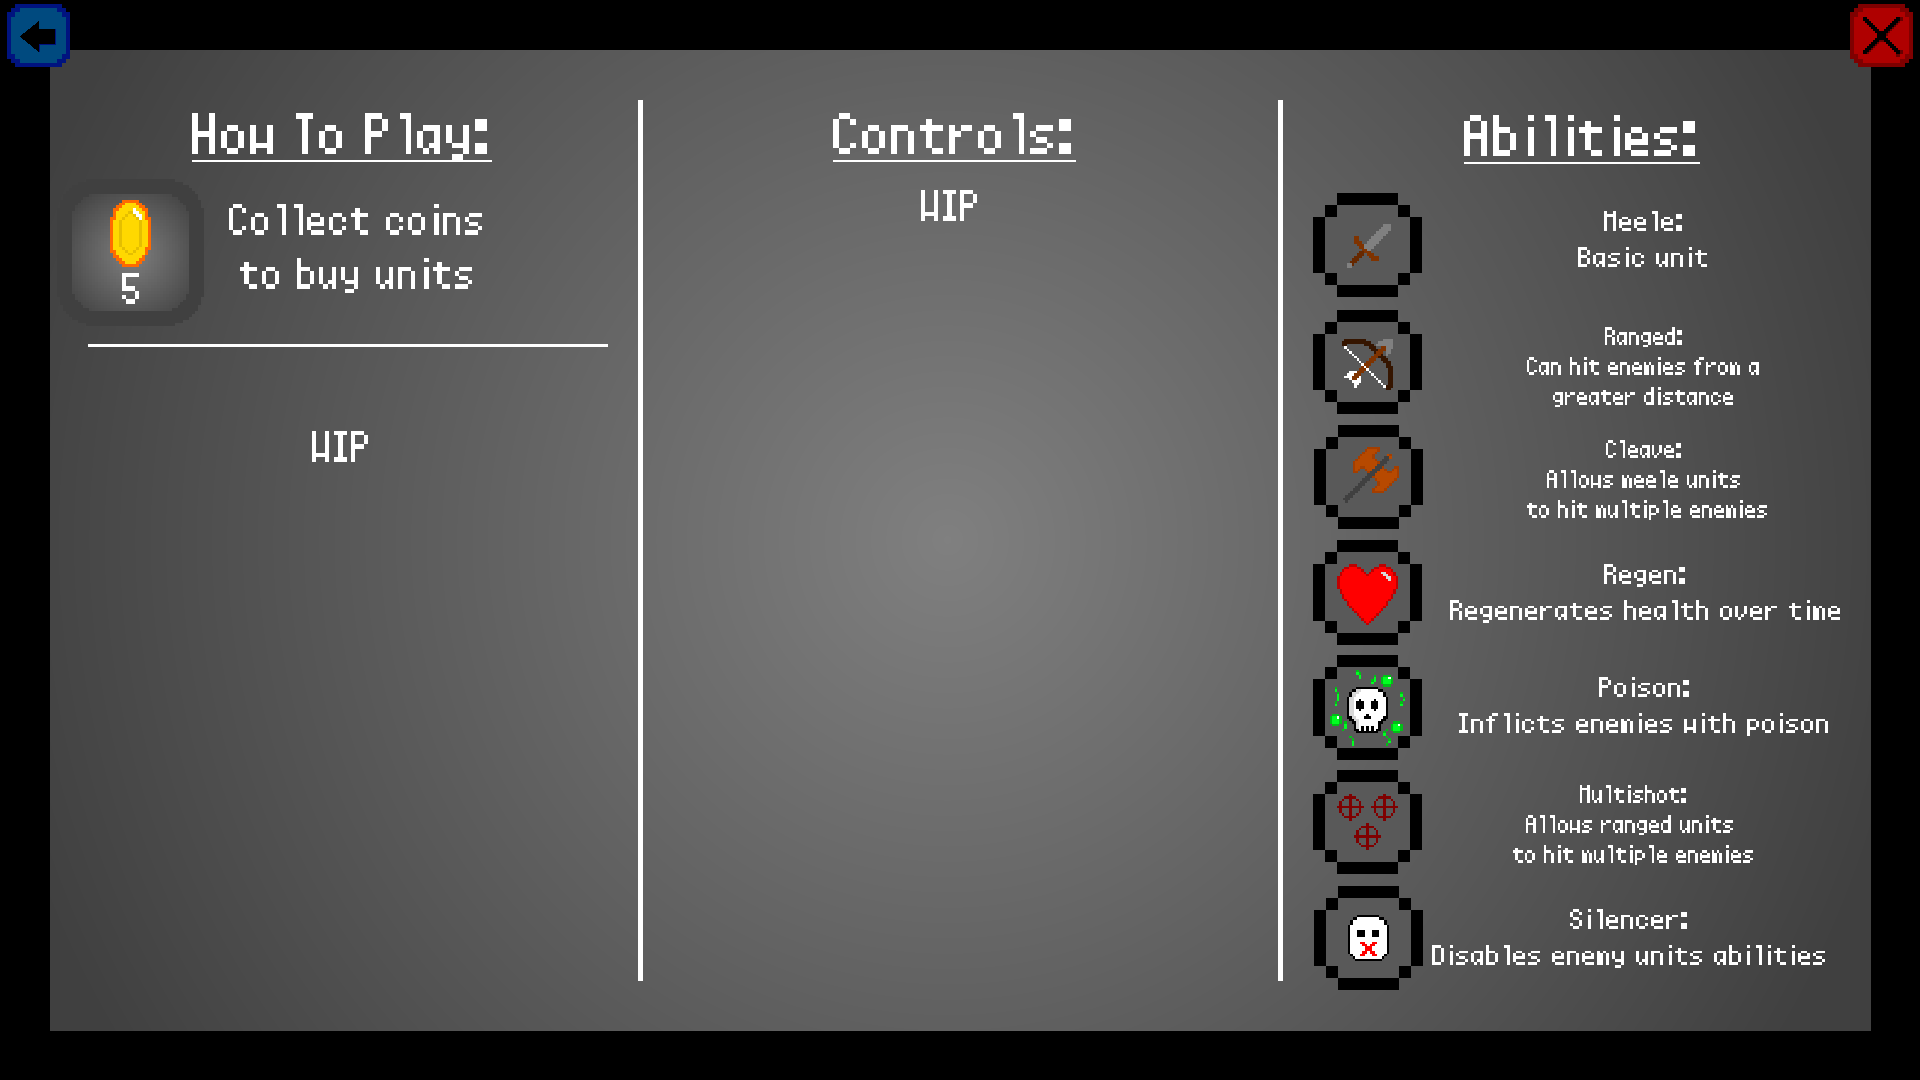 How To Play:
5
Collect coins
to buy units
WIP
Controls:
WIP
Abilities:
Meele:
Basic unit
Ranged:
Can hit enemies from a
greater distance
Cleave:
Allows meele units
to hit multiple enemies
Regen:
Regenerates health over time
Poison:
Inflicts enemies with poison
Multishot:
Allows ranged units
to hit multiple enemies
Silencer:
Disables enemy units abilities